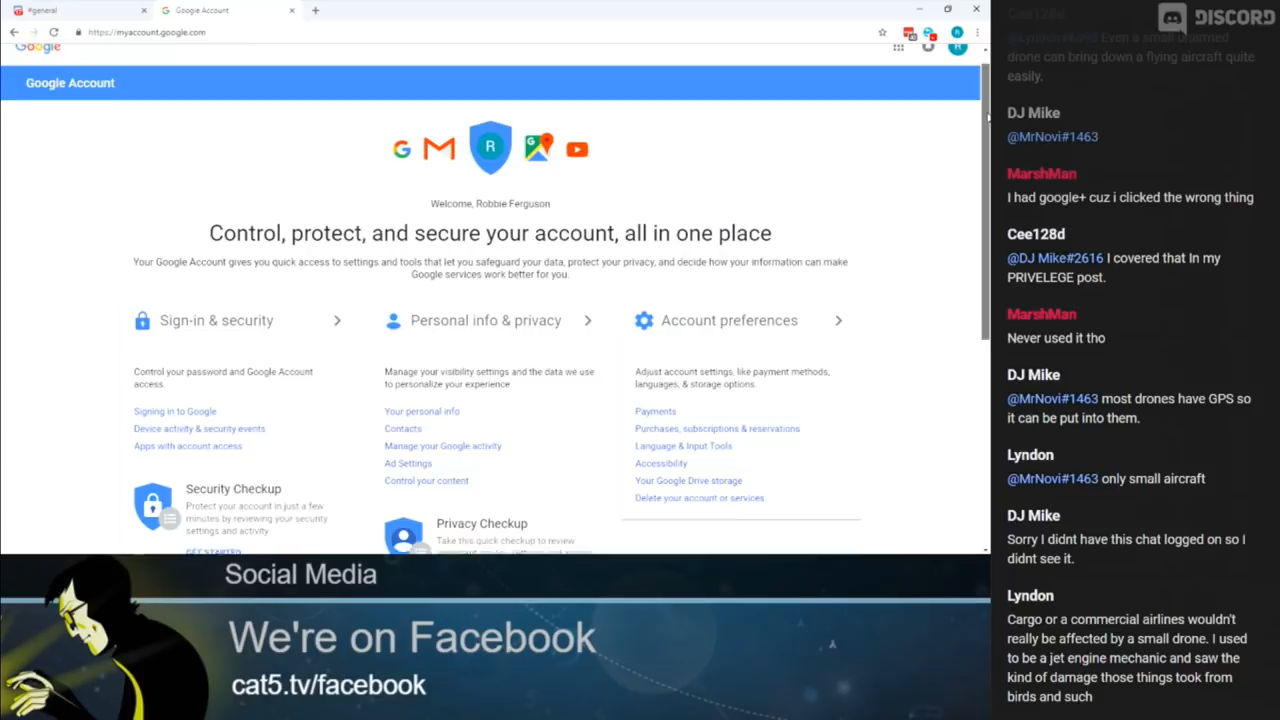 #general
Google Account
https://myaccount.google.com
Google
R
Google Account
R
Welcome, Robbie Ferguson
Control, protect, and secure your account, all in one place
Your Google Account gives you quick access to settings and tools that let you safeguard your data, protect your privacy, and decide how your information can make
Google services work better for you.
Sign-in & security
Control your password and Google Account
access.
Signing in to Google
Device activity & security events
Apps with account access
Security Checkup
Protect your account in just a few
minutes by reviewing your security
settings and activity
GET STARTED
Personal info & privacy
Manage your visibility settings and the data we use
to personalize your experience
Your personal info
Contacts
Manage your Google activity
Ad Settings
Control your content
Privacy Checkup
Take this quick checkup to review
Account preferences
Adjust account settings, like payment methods,
languages, & storage options.
Payments
Purchases, subscriptions & reservations
Language & Input Tools
Accessibility
Your Google Drive storage
Delete your account or services
Social Media
We're on Facebook
cat5.tv/facebook
DISCORD
Cee128d
Even a small unarmed
drone can bring down a flying aircraft quite
easily.
DJ Mike
@MrNovi#1463
MarshMan
I had google+ cuz i clicked the wrong thing
Cee128d
@DJ Mike#2616 I covered that In my
PRIVELEGE post.
MarshMan
Never used it tho
DJ Mike
@MrNovi#1463 most drones have GPS so
it can be put into them.
Lyndon
@MrNovi#1463 only small aircraft
DJ Mike
Sorry I didnt have this chat logged on so I
didnt see it.
Lyndon
Cargo or a commercial airlines wouldn't
really be affected by a small drone. I used
to be a jet engine mechanic and saw the
kind of damage those things took from
birds and such